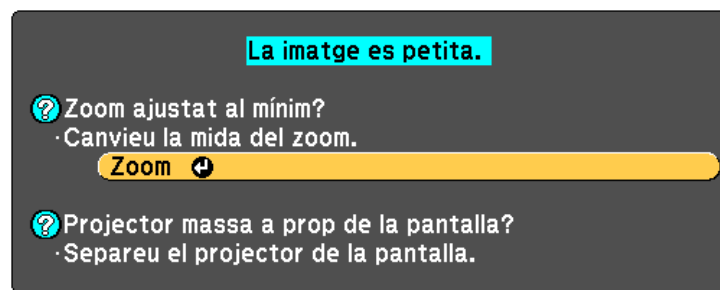 La imatge es petita.
Zoom ajustat al mínim?
·Canvieu la mida del zoom.
Zoom
Projector massa a prop de la pantalla?
·Separeu el projector de la pantalla.